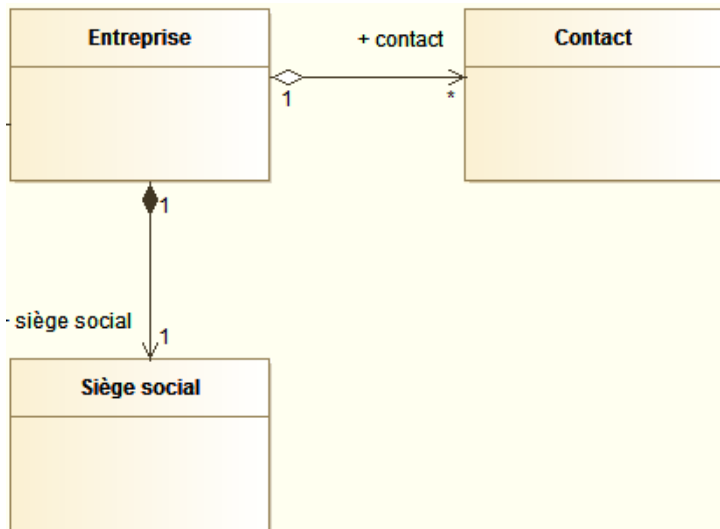 Entreprise
+ contact
Contact
1
*
1
siège social
1
Siège social